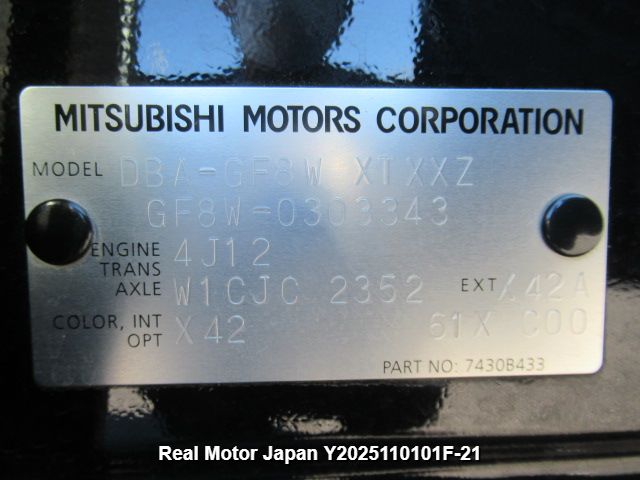 MITSUBISHI MOTORS CORPORATION
MODEL DBA-GF8W XTXXZ
GF8W-0303343
ENGINE 4J12
TRANS
AXLE W1CJC 2352 EXT X42A
COLOR, INT X42 61X C00
OPT
PART NO: 7430B433
Real Motor Japan Y2025110101F-21